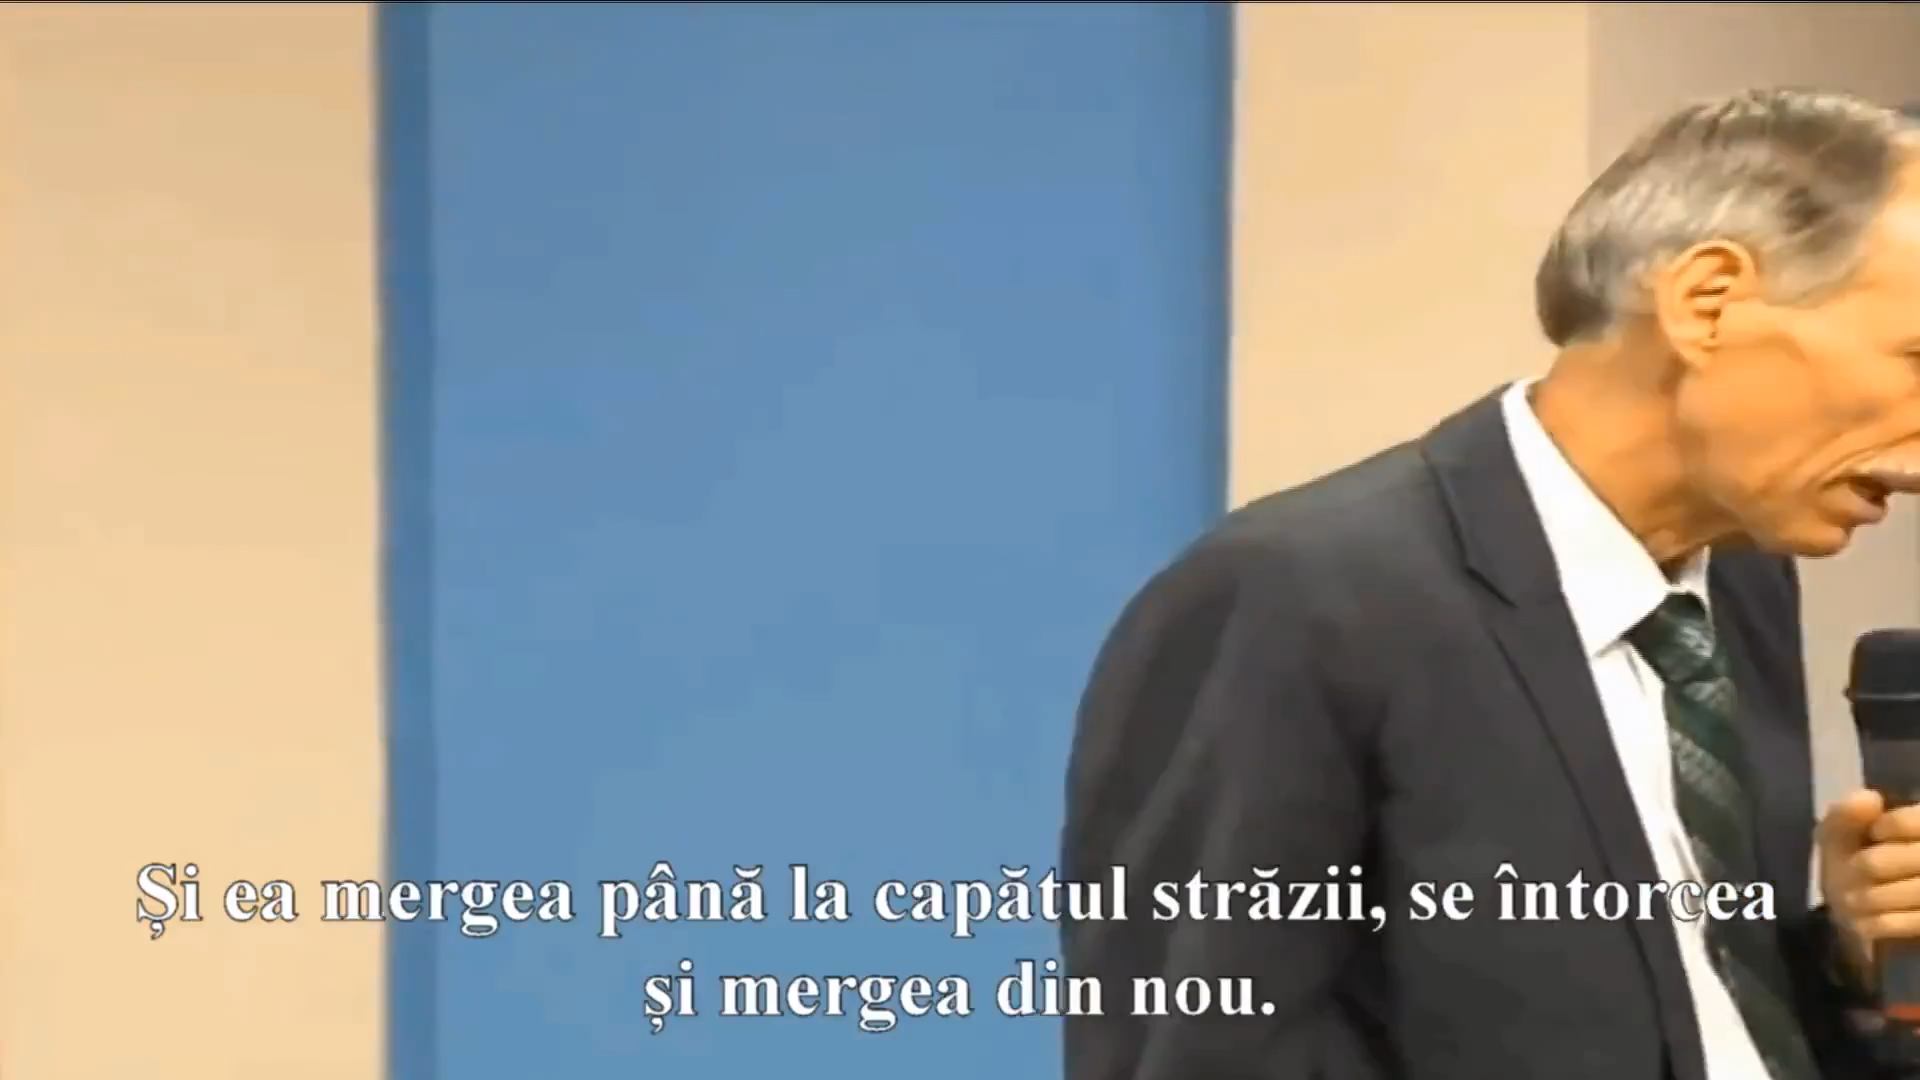 Și ea mergea până la capătul străzii, se întorcea
și mergea din nou.